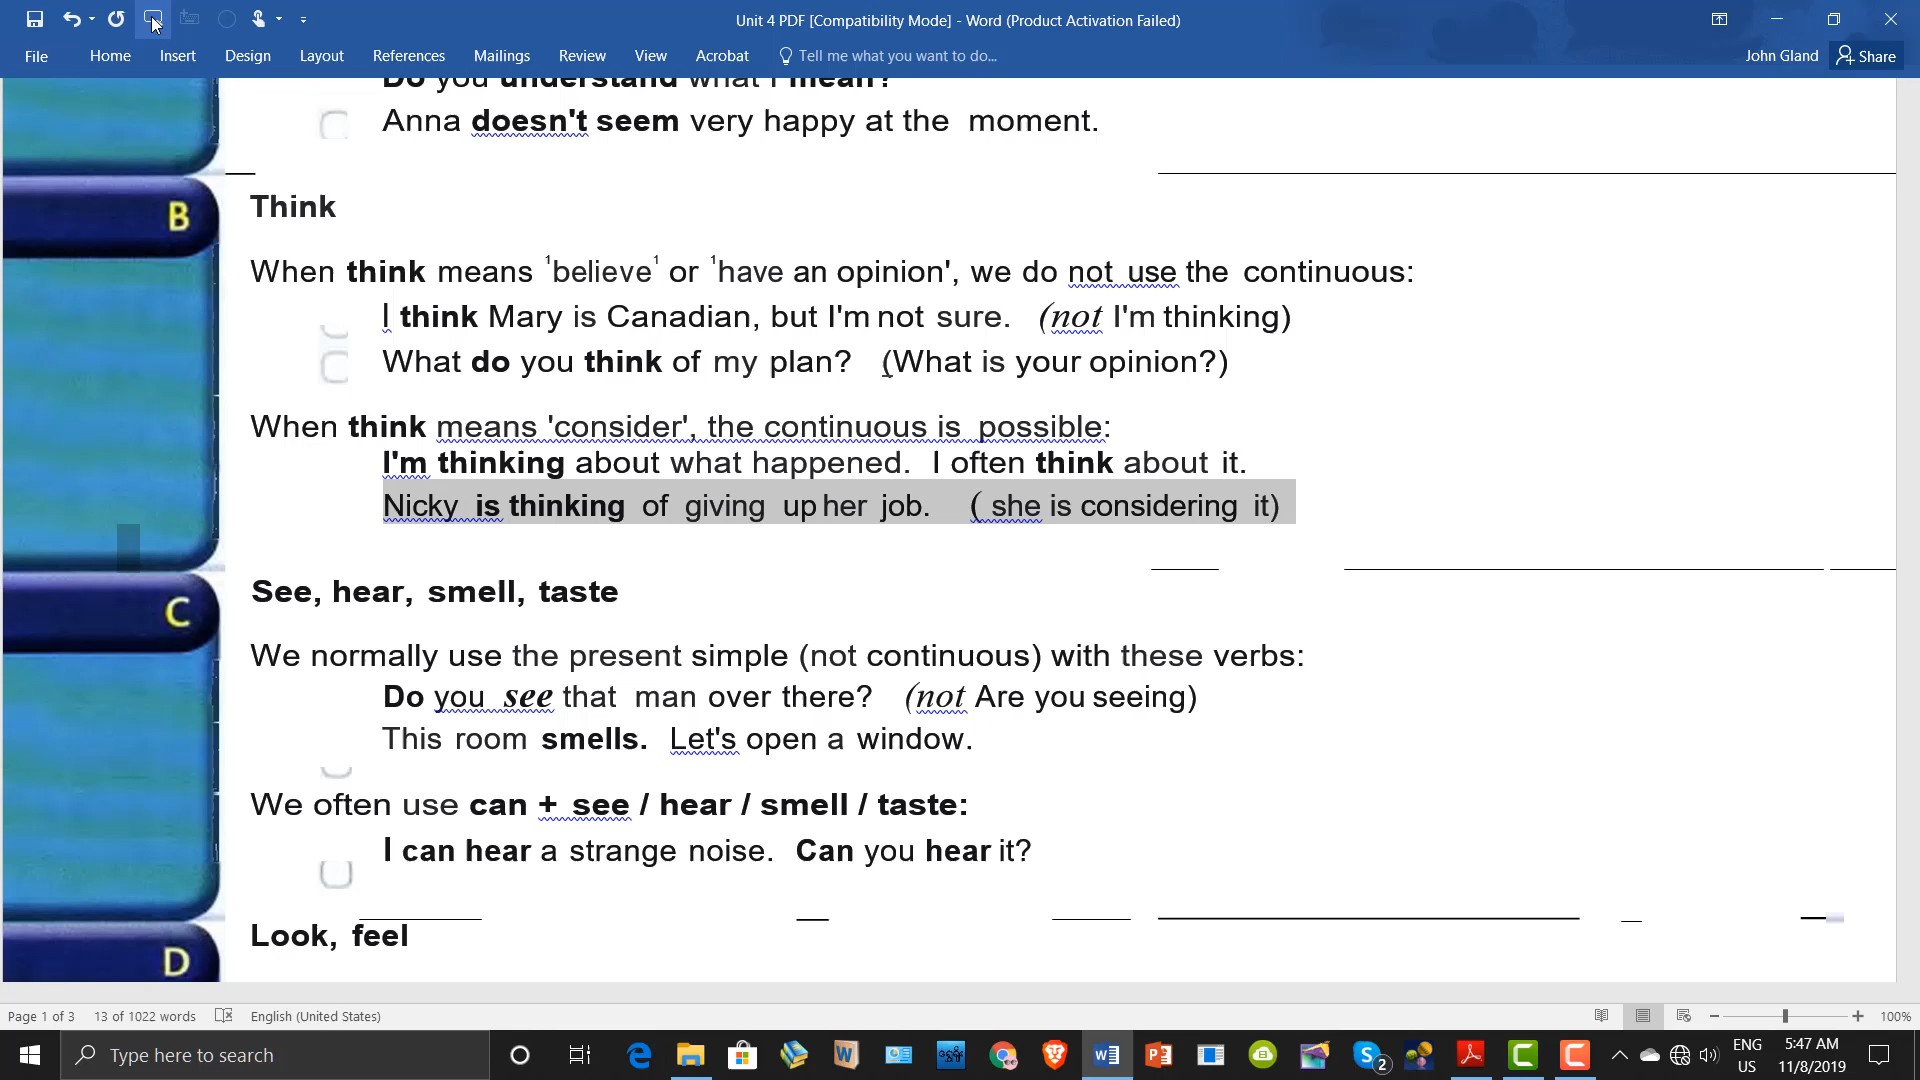 Unit 4 PDF [Compatibility Mode] - Word (Product Activation Failed)
File Home Insert Design Layout References Mailings Review View Acrobat Tell me what you want to do... John Gland Share
Do you understand what I mean?
Anna doesn't seem very happy at the moment.
B
Think
When think means ¹believe¹ or ¹have an opinion', we do not use the continuous:
I think Mary is Canadian, but I'm not sure. (not I'm thinking)
What do you think of my plan? (What is your opinion?)
When think means 'consider', the continuous is possible:
I'm thinking about what happened. I often think about it.
Nicky is thinking of giving up her job. ( she is considering it)
C
See, hear, smell, taste
We normally use the present simple (not continuous) with these verbs:
Do you see that man over there? (not Are you seeing)
This room smells. Let's open a window.
We often use can + see / hear / smell / taste:
I can hear a strange noise. Can you hear it?
Look, feel
D
Page 1 of 3 13 of 1022 words English (United States) 100%
Type here to search
2
ENG 5:47 AM
US 11/8/2019